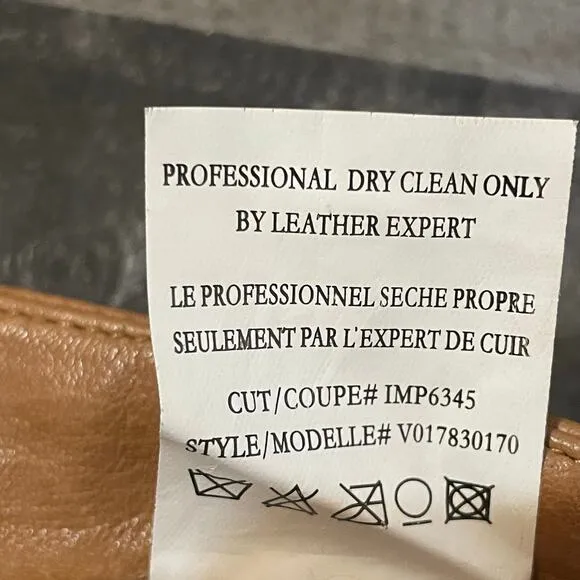 PROFESSIONAL DRY CLEAN ONLY
BY LEATHER EXPERT
LE PROFESSIONNEL SECHE PROPRE
SEULEMENT PAR L'EXPERT DE CUIR
CUT/COUPE# IMP6345
STYLE/MODELLE# V017830170